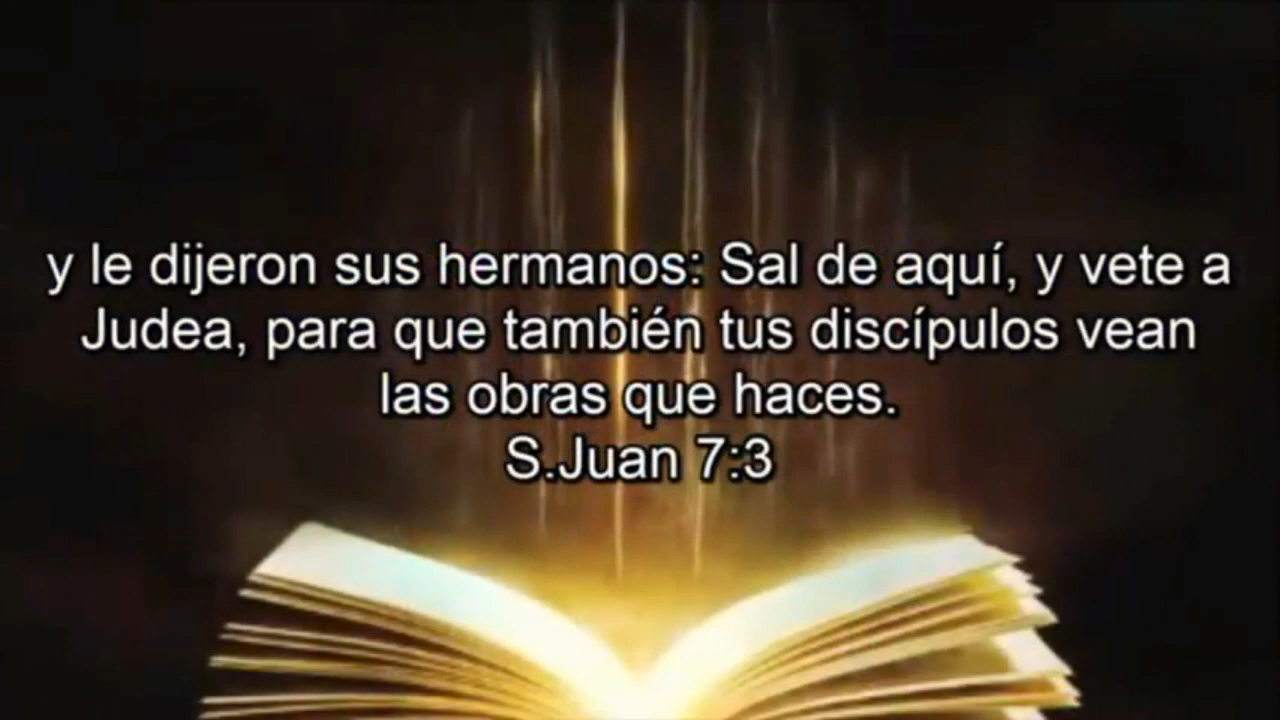 y le dijeron sus hermanos: Sal de aquí, y vete a
Judea, para que también tus discípulos vean
las obras que haces.
S.Juan 7:3